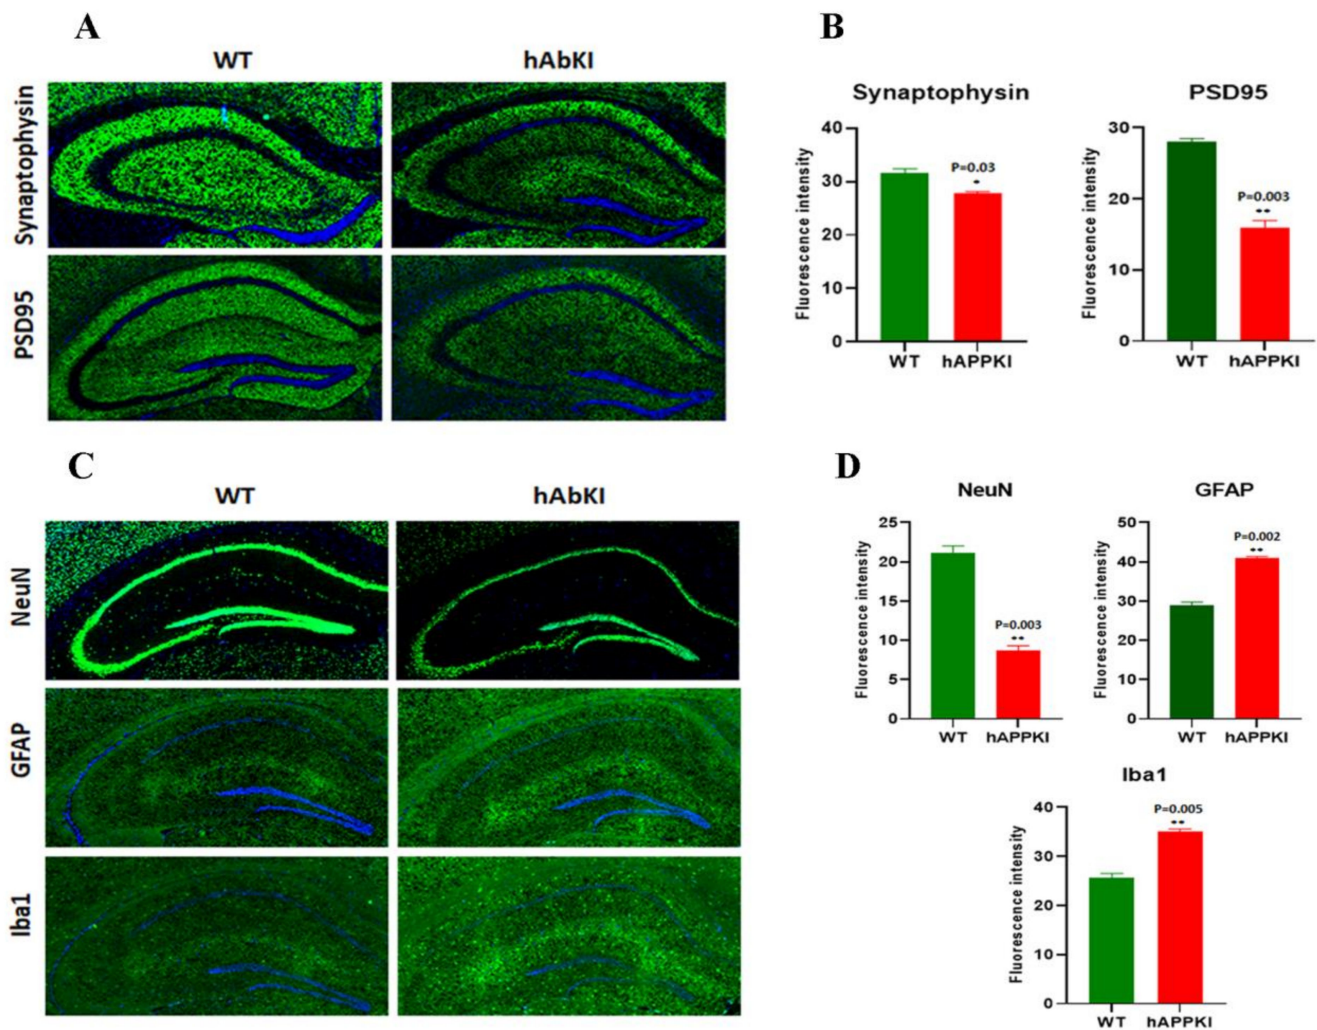 A
WT
hAbKI
Synaptophysin
PSD95
B
Synaptophysin
Fluorescence intensity
40
30
20
10
0
P=0.03
*
WT
hAPPKI
PSD95
Fluorescence intensity
30
20
10
0
P=0.003
**
WT
hAPPKI
C
WT
hAbKI
NeuN
GFAP
Iba1
D
NeuN
Fluorescence intensity
25
20
15
10
5
0
P=0.003
**
WT
hAPPKI
GFAP
Fluorescence intensity
50
40
30
20
10
0
P=0.002
**
WT
hAPPKI
Iba1
Fluorescence intensity
40
30
20
10
0
P=0.005
**
WT
hAPPKI